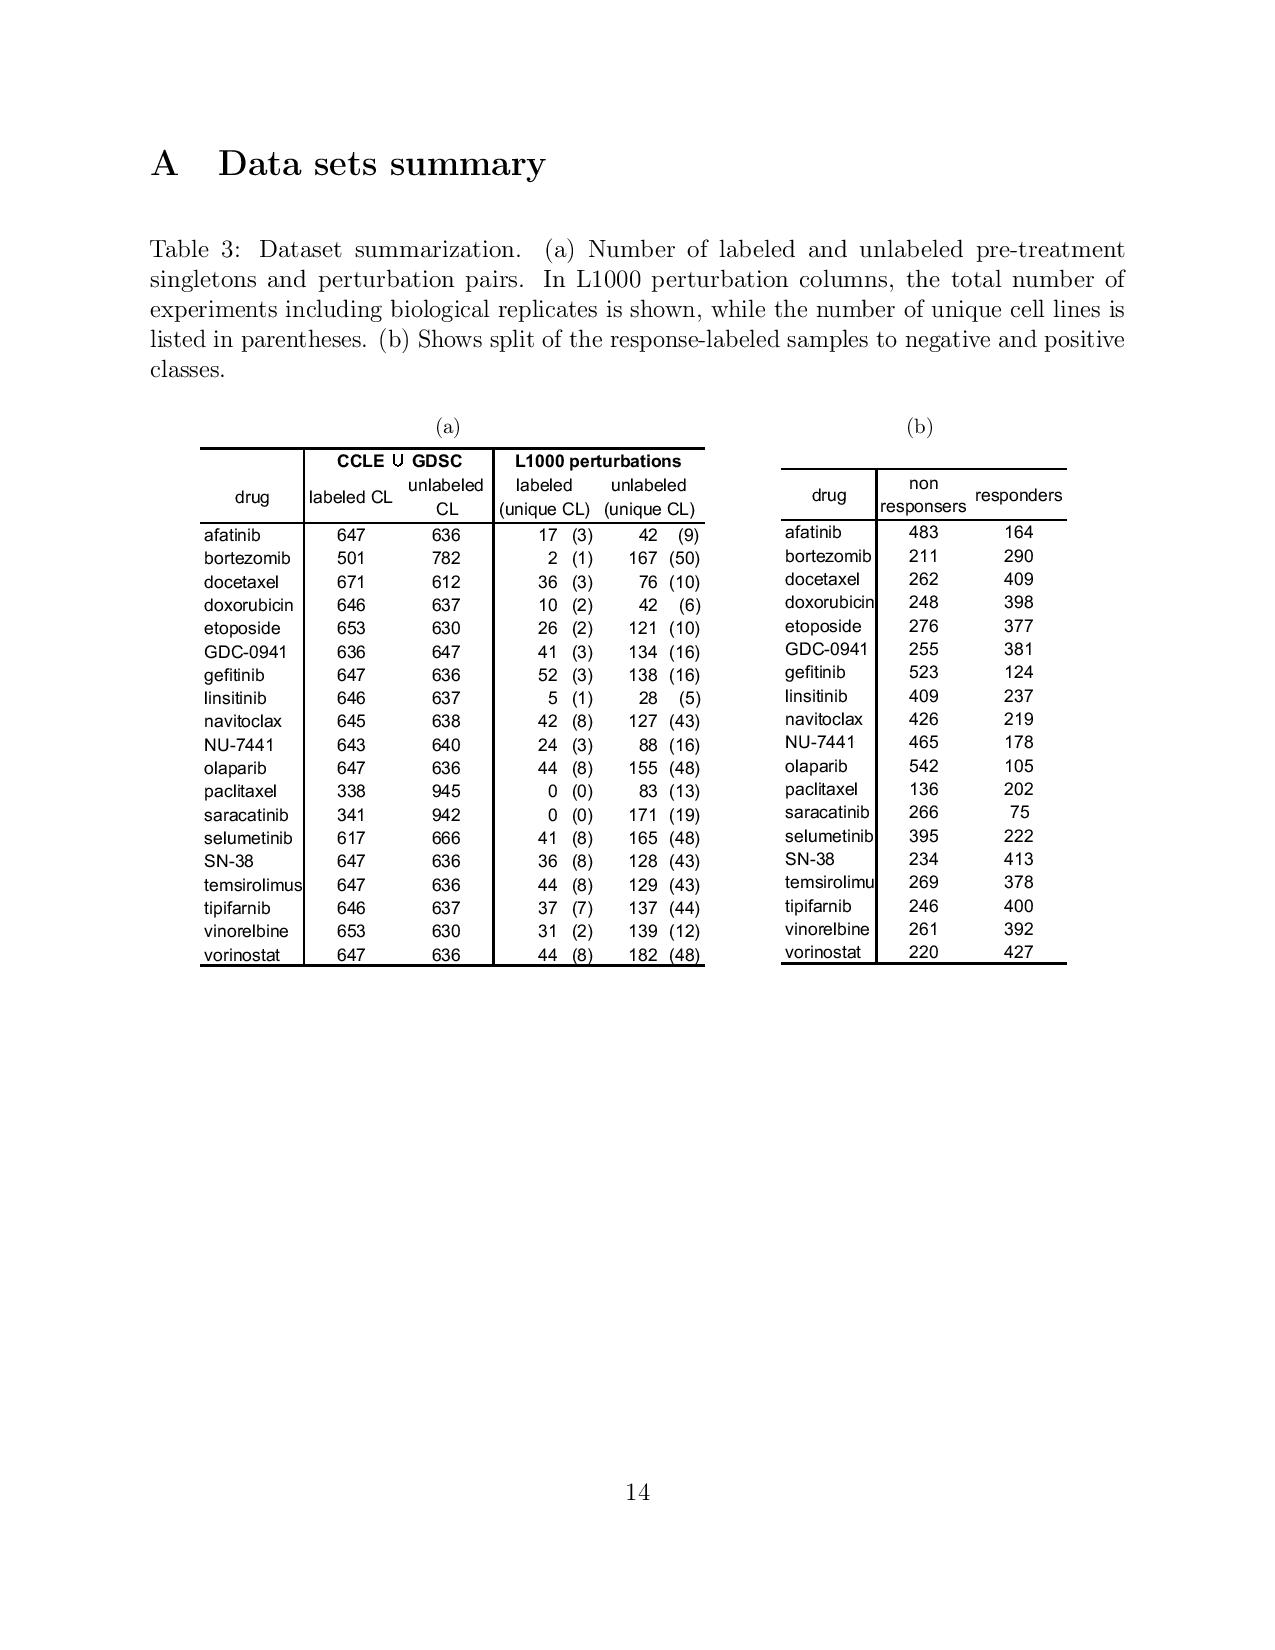 A Data sets summary
Table 3: Dataset summarization. (a) Number of labeled and unlabeled pre-treatment
singletons and perturbation pairs. In L1000 perturbation columns, the total number of
experiments including biological replicates is shown, while the number of unique cell lines is
listed in parentheses. (b) Shows split of the response-labeled samples to negative and positive
classes.
(a)
CCLE ∪ GDSC L1000 perturbations
drug labeled CL unlabeled CL labeled (unique CL) unlabeled (unique CL)
afatinib 647 636 17 (3) 42 (9)
bortezomib 501 782 2 (1) 167 (50)
docetaxel 671 612 36 (3) 76 (10)
doxorubicin 646 637 10 (2) 42 (6)
etoposide 653 630 26 (2) 121 (10)
GDC-0941 636 647 41 (3) 134 (16)
gefitinib 647 636 52 (3) 138 (16)
linsitinib 646 637 5 (1) 28 (5)
navitoclax 645 638 42 (8) 127 (43)
NU-7441 643 640 24 (3) 88 (16)
olaparib 647 636 44 (8) 155 (48)
paclitaxel 338 945 0 (0) 83 (13)
saracatinib 341 942 0 (0) 171 (19)
selumetinib 617 666 41 (8) 165 (48)
SN-38 647 636 36 (8) 128 (43)
temsirolimus 647 636 44 (8) 129 (43)
tipifarnib 646 637 37 (7) 137 (44)
vinorelbine 653 630 31 (2) 139 (12)
vorinostat 647 636 44 (8) 182 (48)
(b)
drug non responsers responders
afatinib 483 164
bortezomib 211 290
docetaxel 262 409
doxorubicin 248 398
etoposide 276 377
GDC-0941 255 381
gefitinib 523 124
linsitinib 409 237
navitoclax 426 219
NU-7441 465 178
olaparib 542 105
paclitaxel 136 202
saracatinib 266 75
selumetinib 395 222
SN-38 234 413
temsirolimu 269 378
tipifarnib 246 400
vinorelbine 261 392
vorinostat 220 427
14